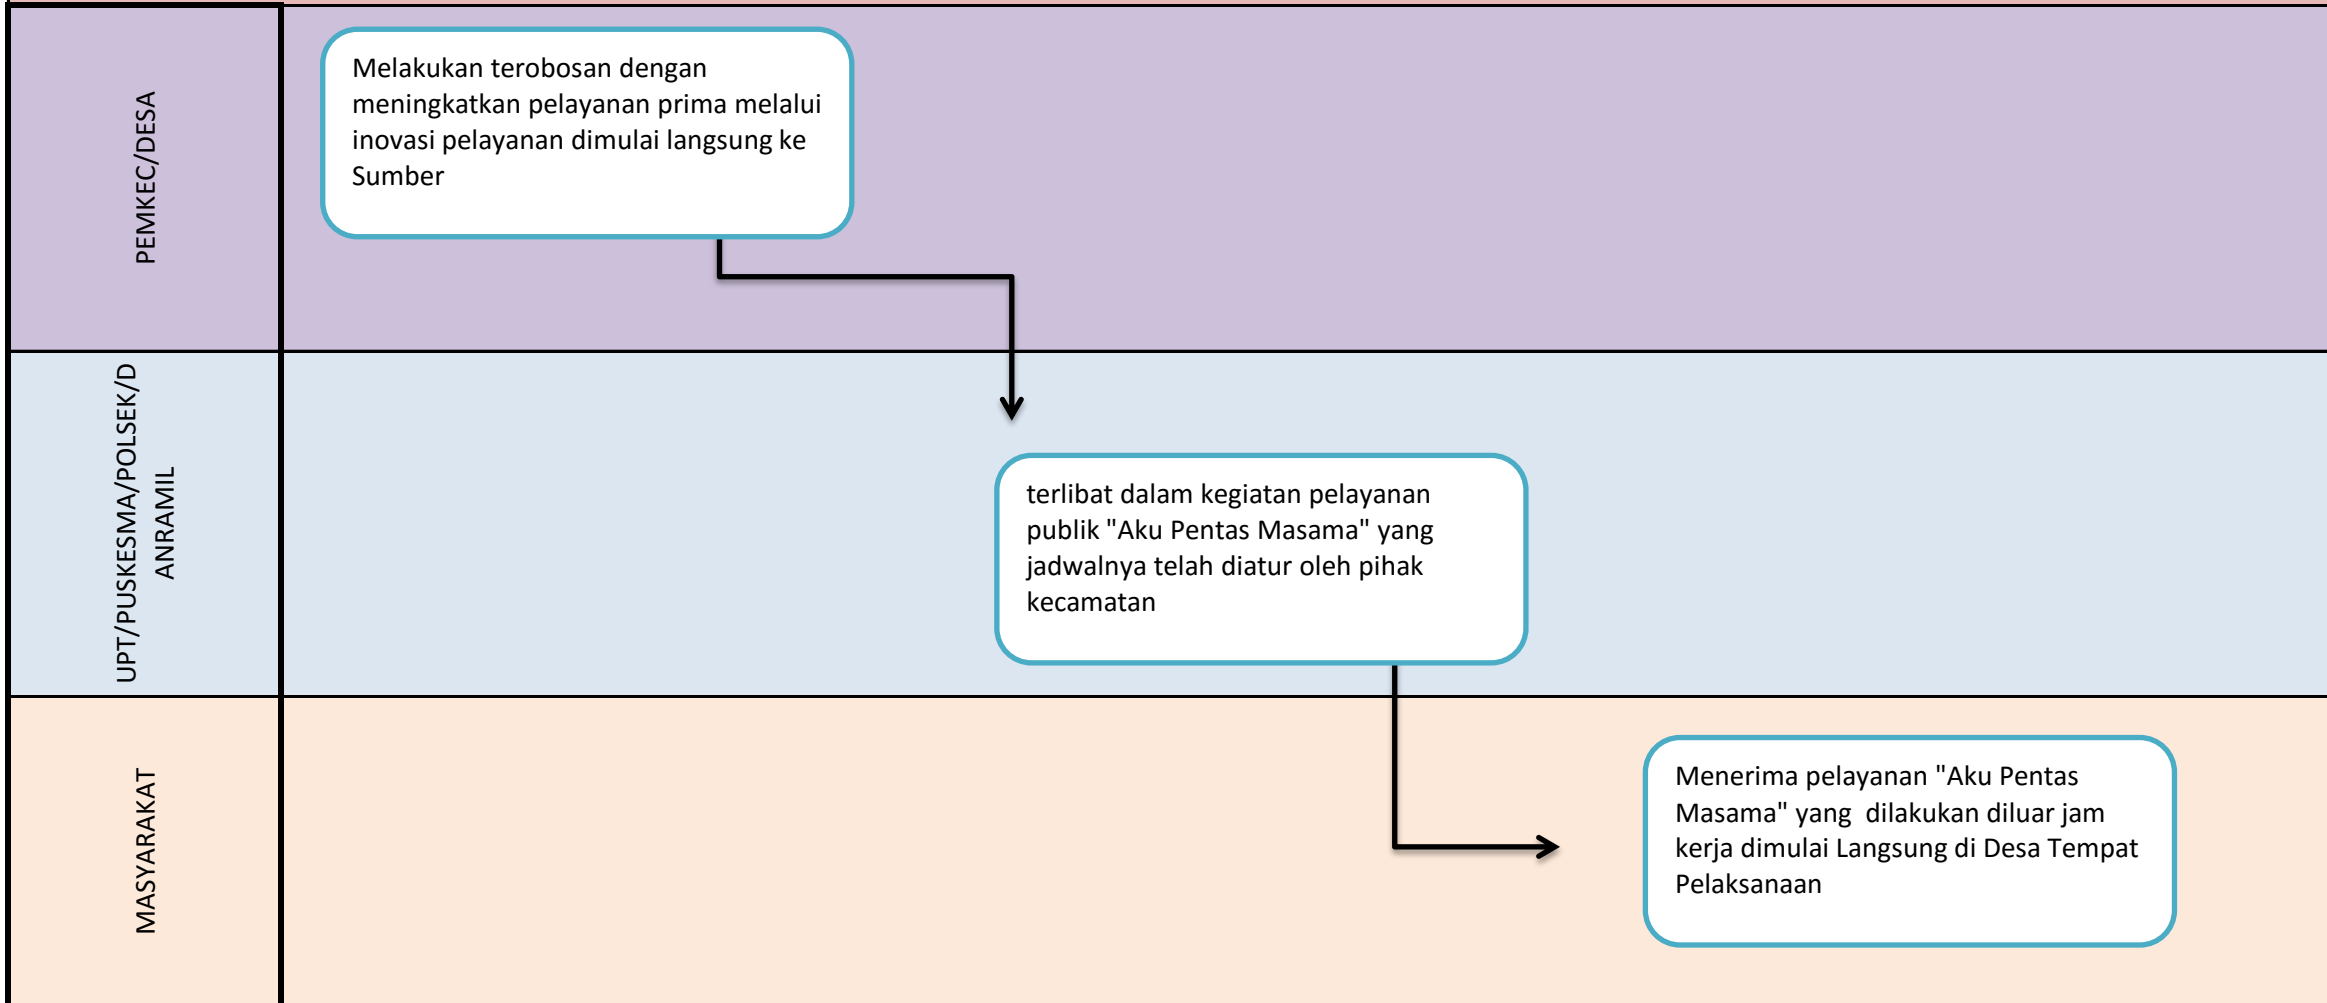 PEMKEC/DESA
Melakukan terobosan dengan
meningkatkan pelayanan prima melalui
inovasi pelayanan dimulai langsung ke
Sumber
UPT/PUSKESMA/POLSEK/D
ANRAMIL
terlibat dalam kegiatan pelayanan
publik "Aku Pentas Masama" yang
jadwalnya telah diatur oleh pihak
kecamatan
MASYARAKAT
Menerima pelayanan "Aku Pentas
Masama" yang  dilakukan diluar jam
kerja dimulai Langsung di Desa Tempat
Pelaksanaan